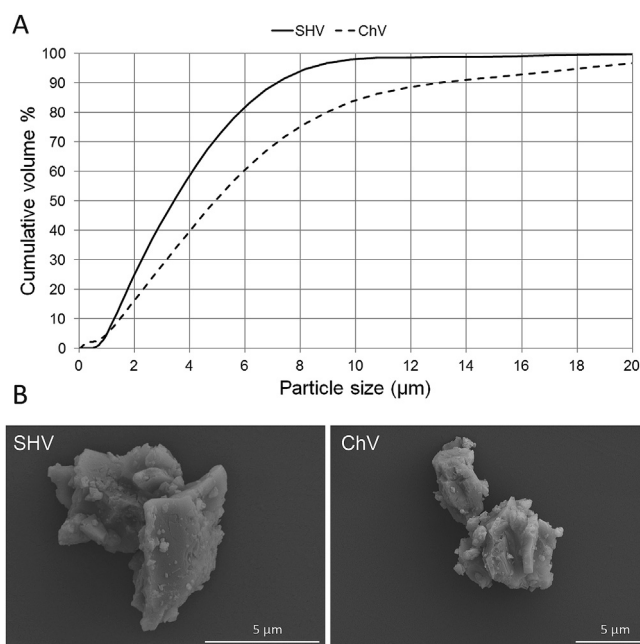 A
SHV ChV
100
90
80
70
60
50
40
30
20
10
0
Cumulative volume %
0 2 4 6 8 10 12 14 16 18 20
Particle size (µm)
B
SHV
5 µm
ChV
5 µm